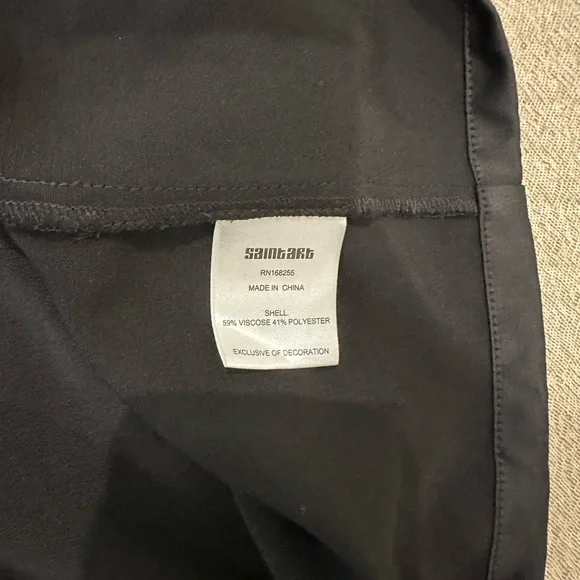 saintart
RN168255
MADE IN CHINA
SHELL
59% VISCOSE 41% POLYESTER
EXCLUSIVE OF DECORATION